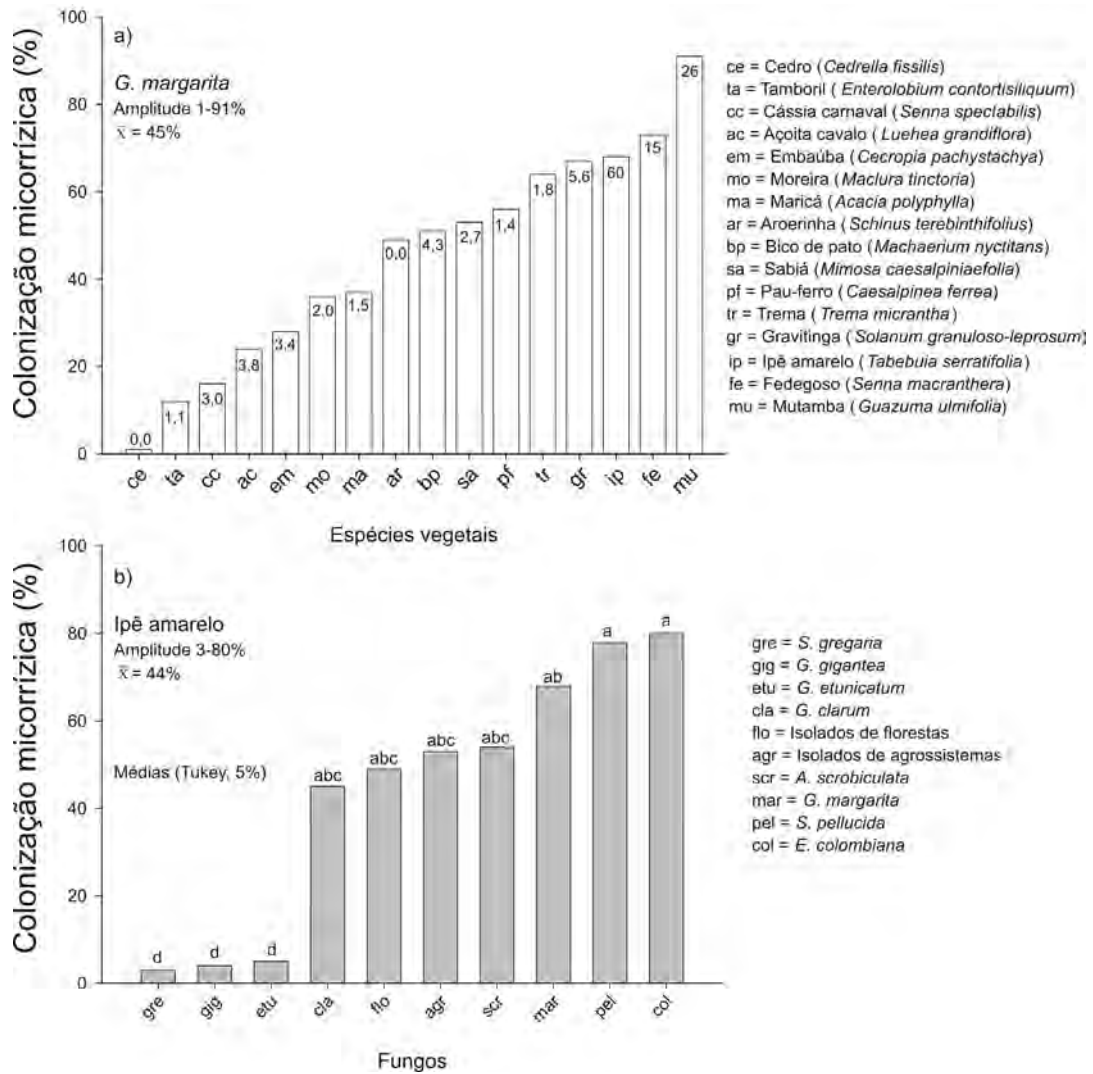 100
a)
G. margarita
Amplitude 1-91%
x̄ = 45%
80
60
40
20
0
Colonização micorrízica (%)
0,0
1,1
3,0
3.8
3.4
2.0
1.5
0.0
4,3
2,7
1,4
1,8
5,6
60
15
26
ce
ta
cc
ac
em
mo
ma
ar
bp
sa
pf
tr
gr
ip
fe
mu
Espécies vegetais
ce = Cedro (Cedrella fissilis)
ta = Tamboril ( Enterolobium contortisiliquum)
cc = Cássia carnaval (Senna speclabilis)
ac = Açoita cavalo (Luehea grandiflora)
em = Embaúba (Cecropia pachystachya)
mo = Moreira (Maclura tinctoria)
ma = Maricá (Acacia polyphylla)
ar = Aroerinha (Schinus terebinthifolius)
bp = Bico de pato (Machaerium nyctitans)
sa = Sabiá (Mimosa caesalpiniaefolia)
pf = Pau-ferro (Caesalpinea ferrea)
tr = Trema (Trema micrantha)
gr = Gravitinga (Solanum granuloso-leprosum)
ip = Ipê amarelo (Tabebuia serratifolia)
fe = Fedegoso (Senna macranthera)
mu = Mutamba (Guazuma ulmifolia)
100
b)
Ipê amarelo
Amplitude 3-80%
x̄ = 44%
Médias (Tukey, 5%)
80
60
40
20
0
Colonização micorrízica (%)
d
d
d
abc
abc
abc
abc
ab
a
a
gre
gig
etu
cla
flo
agr
scr
mar
pel
col
Fungos
gre = S. gregaria
gig = G. gigantea
etu = G. etunicatum
cla = G. clarum
flo = Isolados de florestas
agr = Isolados de agrossistemas
scr = A. scrobiculata
mar = G. margarita
pel = S. pellucida
col = E. colombiana